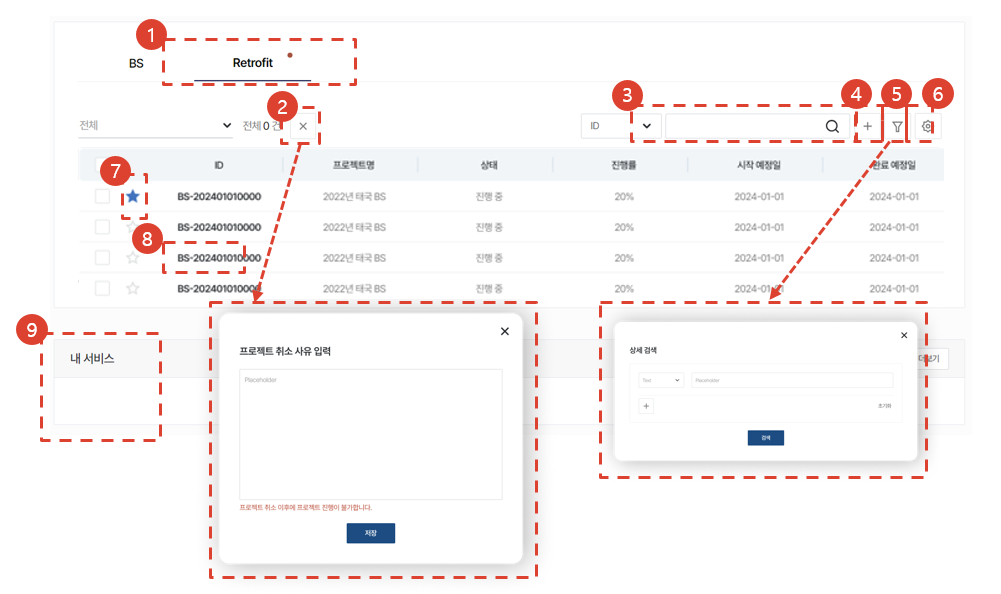 1
BS
Retrofit
2
3
4
5
6
전체
전체 0 건
ID
7
ID
프로젝트명
상태
진행률
시작 예정일
완료 예정일
BS-202401010000
2022년 태국 BS
진행 중
20%
2024-01-01
2024-01-01
BS-202401010000
2022년 태국 BS
진행 중
20%
2024-01-01
2024-01-01
8
BS-202401010000
2022년 태국 BS
진행 중
20%
2024-01-01
2024-01-01
BS-202401010000
2022년 태국 BS
진행 중
20%
2024-01-01
2024-01-01
9
내 서비스
더보기
프로젝트 취소 사유 입력
Placeholder
프로젝트 취소 이후에 프로젝트 진행이 불가합니다.
저장
상세 검색
Text
Placeholder
초기화
검색